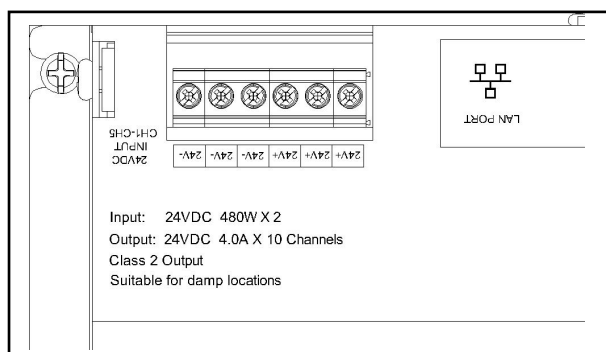 LAN PORT
24VDC
INPUT
CH1-CH5
24V+ 24V+ 24V+ 24V- 24V- 24V-
Input: 24VDC 480W X 2
Output: 24VDC 4.0A X 10 Channels
Class 2 Output
Suitable for damp locations